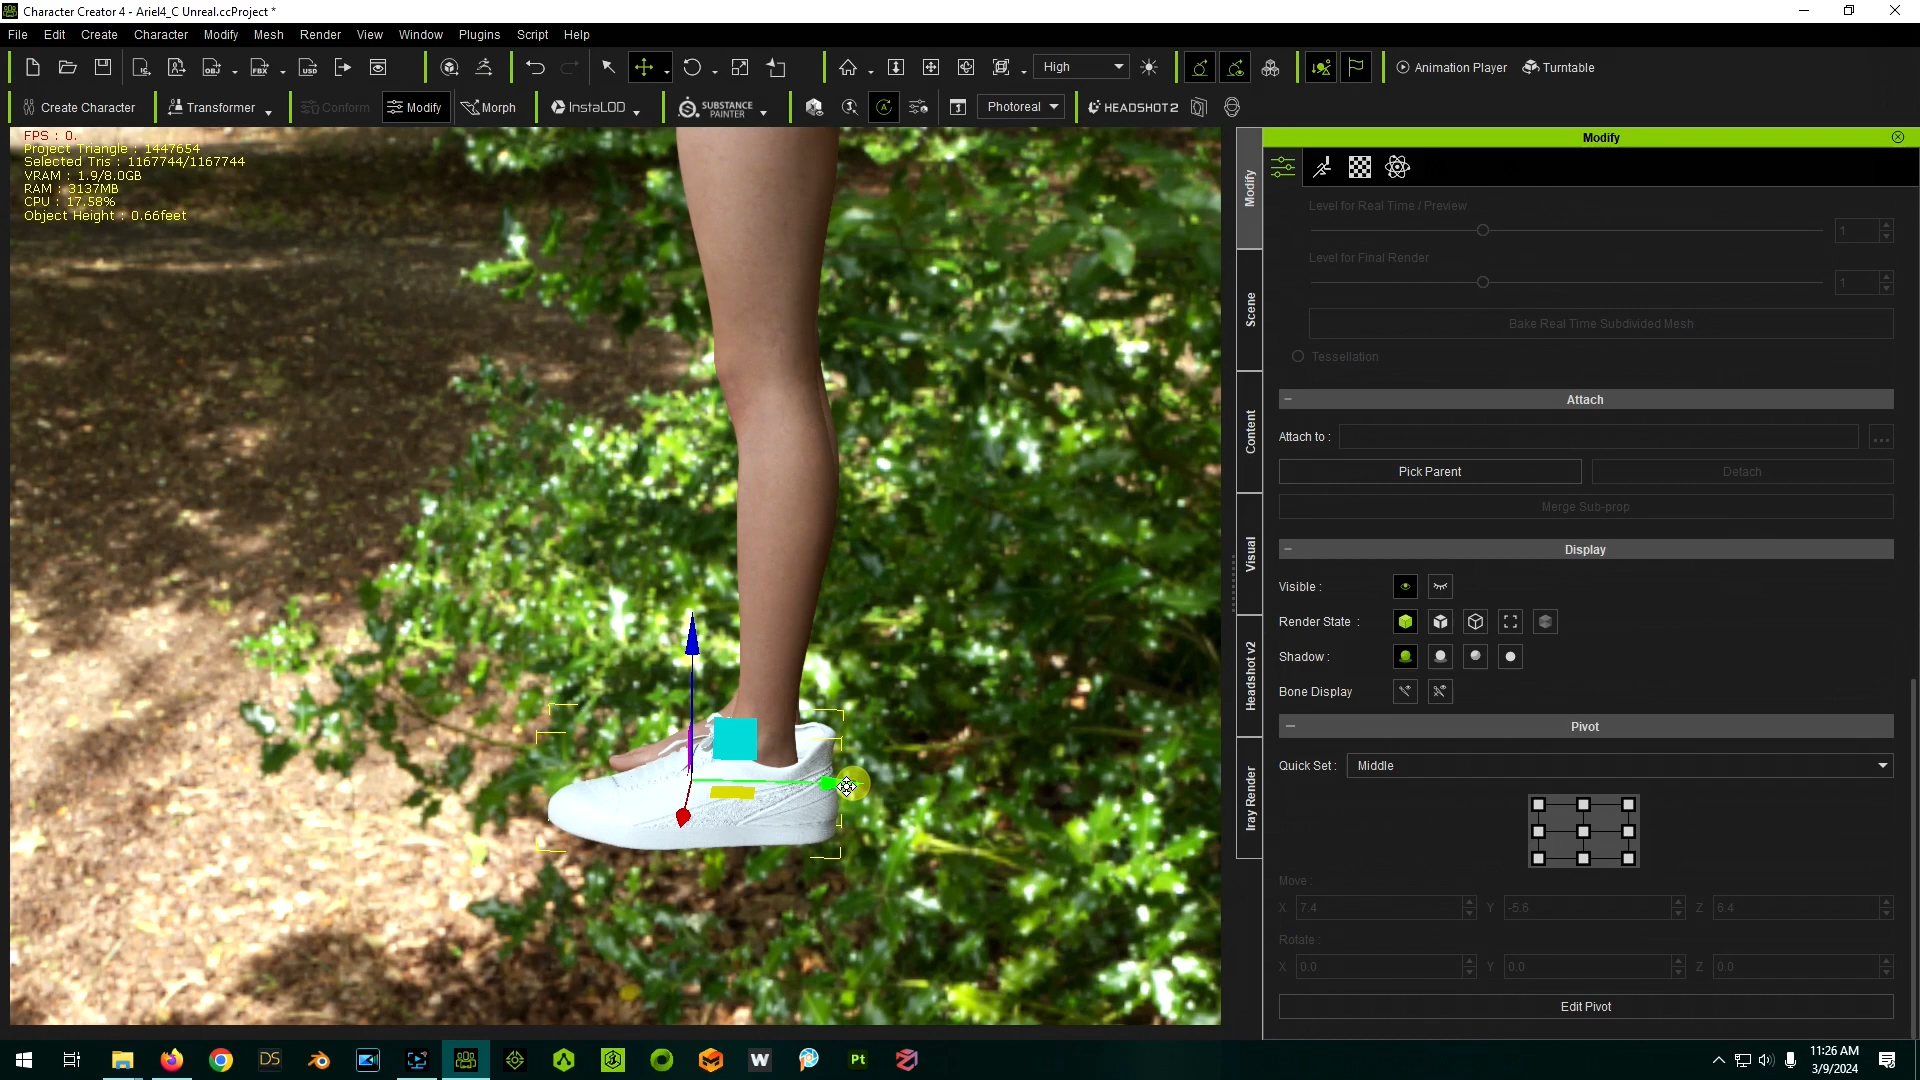 Character Creator 4 - Ariel4_C Unreal.ccProject *
File Edit Create Character Modify Mesh Render View Window Plugins Script Help
High
Animation Player
Turntable
Create Character
Transformer
Conform
Modify
Morph
InstaLOD
SUBSTANCE
PAINTER
Photoreal
HEADSHOT 2
FPS : 0.
Project Triangle : 1447654
Selected Tris : 1167744/1167744
VRAM : 1.9/8.0GB
RAM : 3137MB
CPU : 17.58%
Object Height : 0.66feet
Modify
Scene
Content
Visual
Headshot v2
Iray Render
Modify
Level for Real Time / Preview
1
Level for Final Render
1
Bake Real Time Subdivided Mesh
Tessellation
Attach
Attach to :
...
Pick Parent
Detach
Merge Sub-prop
Display
Visible :
Render State :
Shadow :
Bone Display
Pivot
Quick Set : Middle
Move :
X 7.4 Y -5.6 Z 6.4
Rotate :
X 0.0 Y 0.0 Z 0.0
Edit Pivot
DS
W
Pt
11:26 AM
3/9/2024